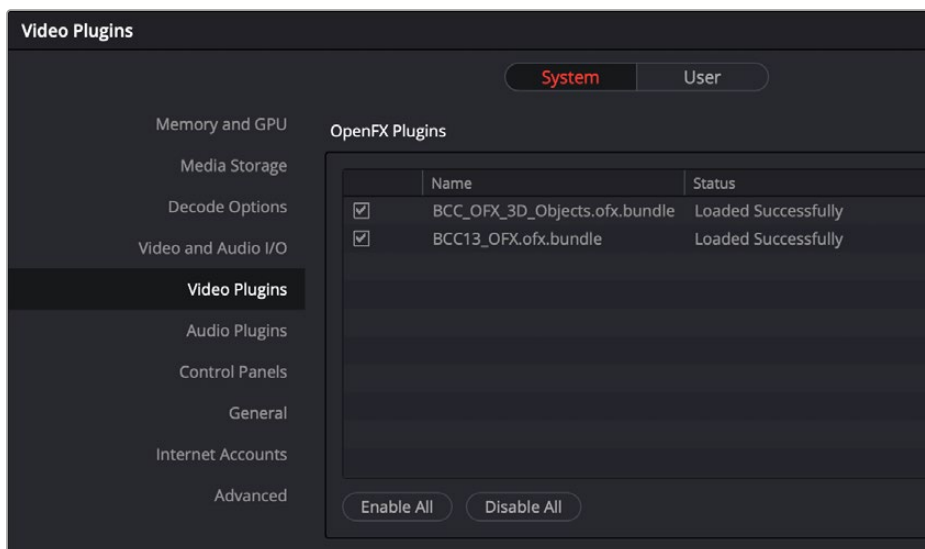 Video Plugins
System User
Memory and GPU
Media Storage
Decode Options
Video and Audio I/O
Video Plugins
Audio Plugins
Control Panels
General
Internet Accounts
Advanced
OpenFX Plugins
Name Status
BCC_OFX_3D_Objects.ofx.bundle Loaded Successfully
BCC13_OFX.ofx.bundle Loaded Successfully
Enable All Disable All